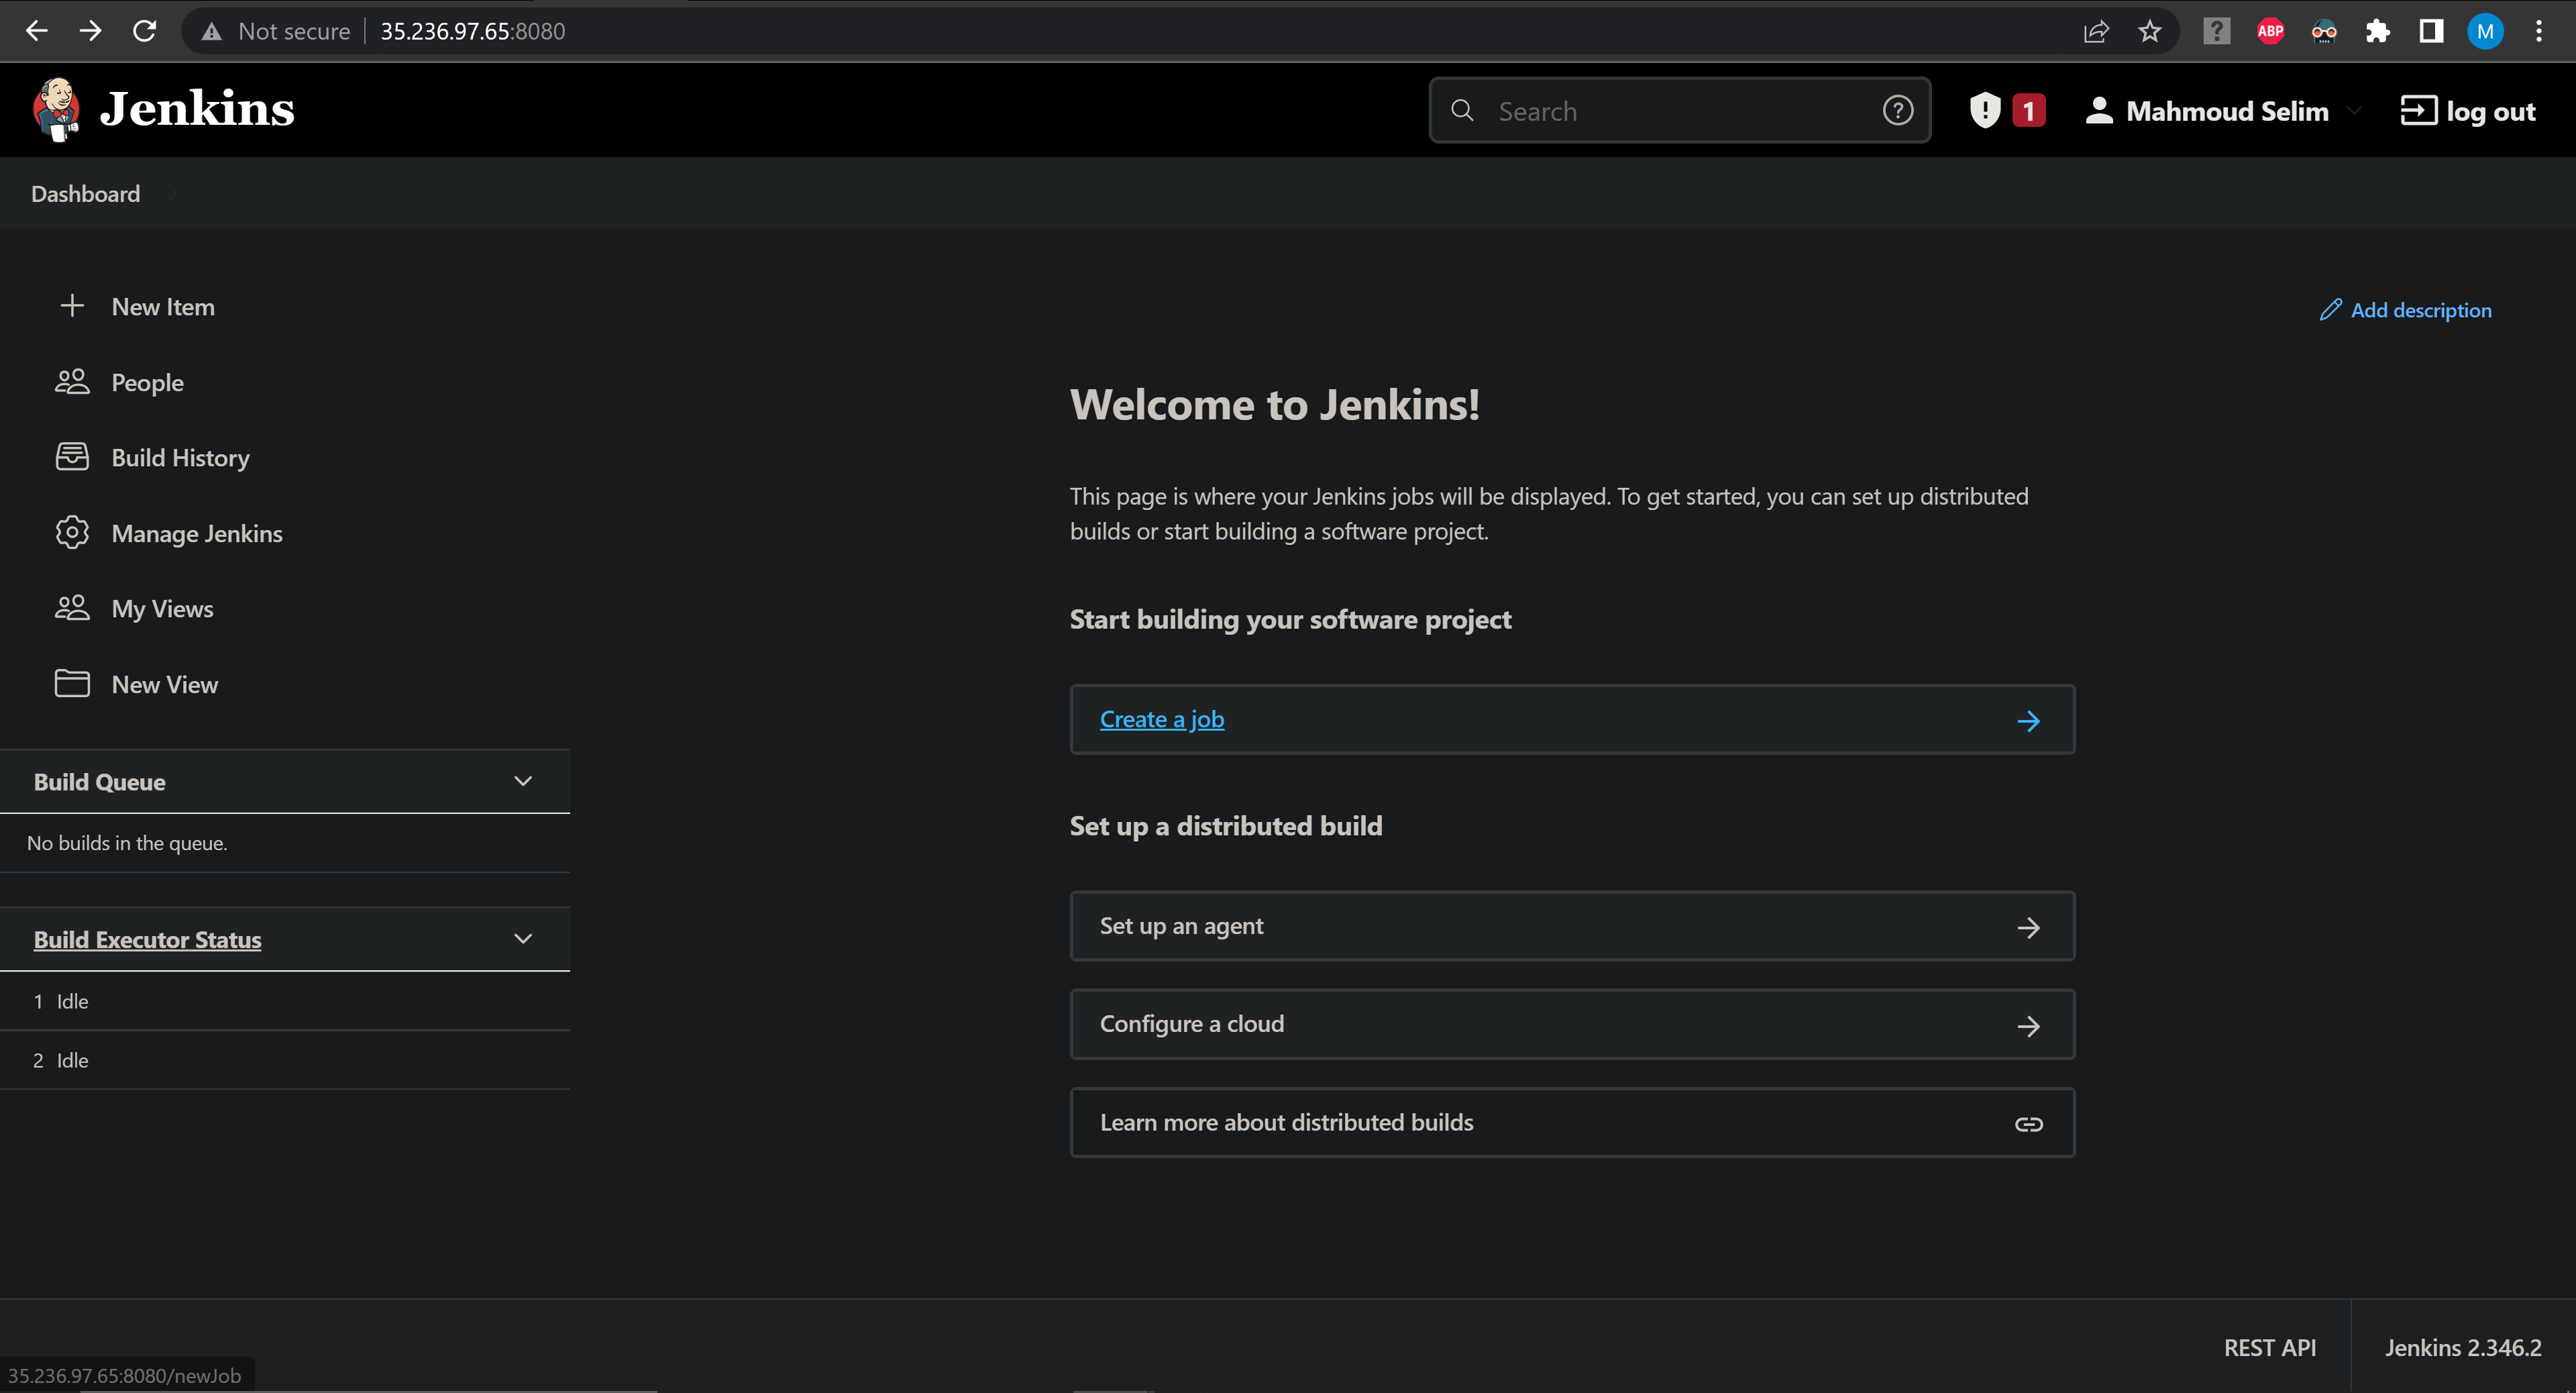 Not secure | 35.236.97.65:8080
ABP
M
Jenkins
Search
1
Mahmoud Selim
log out
Dashboard
New Item
People
Build History
Manage Jenkins
My Views
New View
Build Queue
No builds in the queue.
Build Executor Status
1 Idle
2 Idle
Add description
Welcome to Jenkins!
This page is where your Jenkins jobs will be displayed. To get started, you can set up distributed
builds or start building a software project.
Start building your software project
Create a job
Set up a distributed build
Set up an agent
Configure a cloud
Learn more about distributed builds
REST API
Jenkins 2.346.2
35.236.97.65:8080/newJob